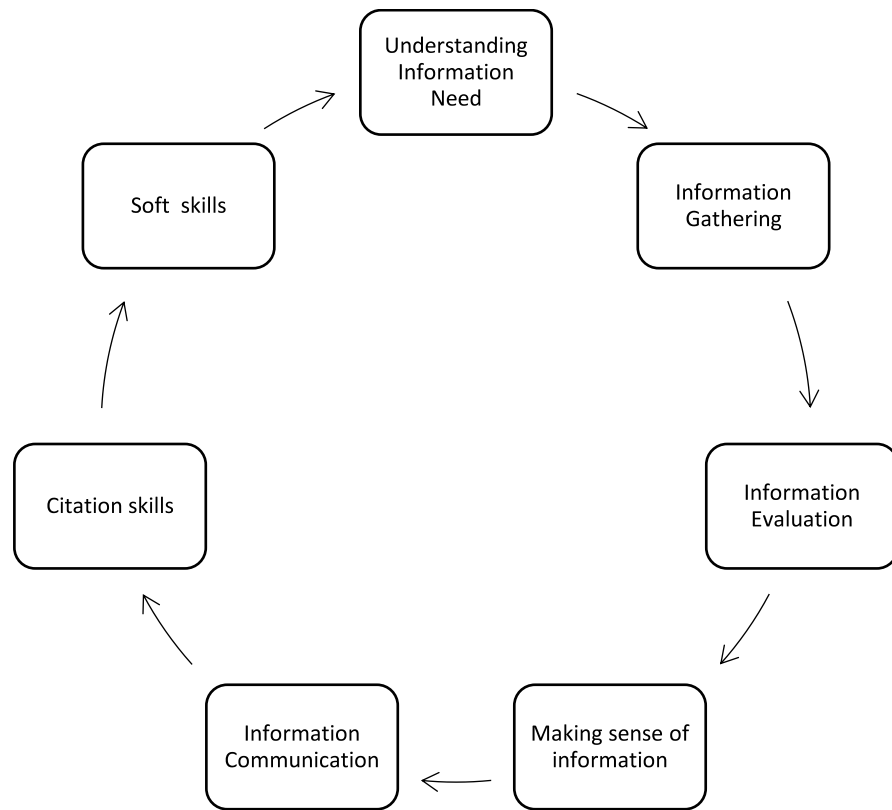 Understanding
Information
Need
Information
Gathering
Information
Evaluation
Making sense of
information
Information
Communication
Citation skills
Soft  skills